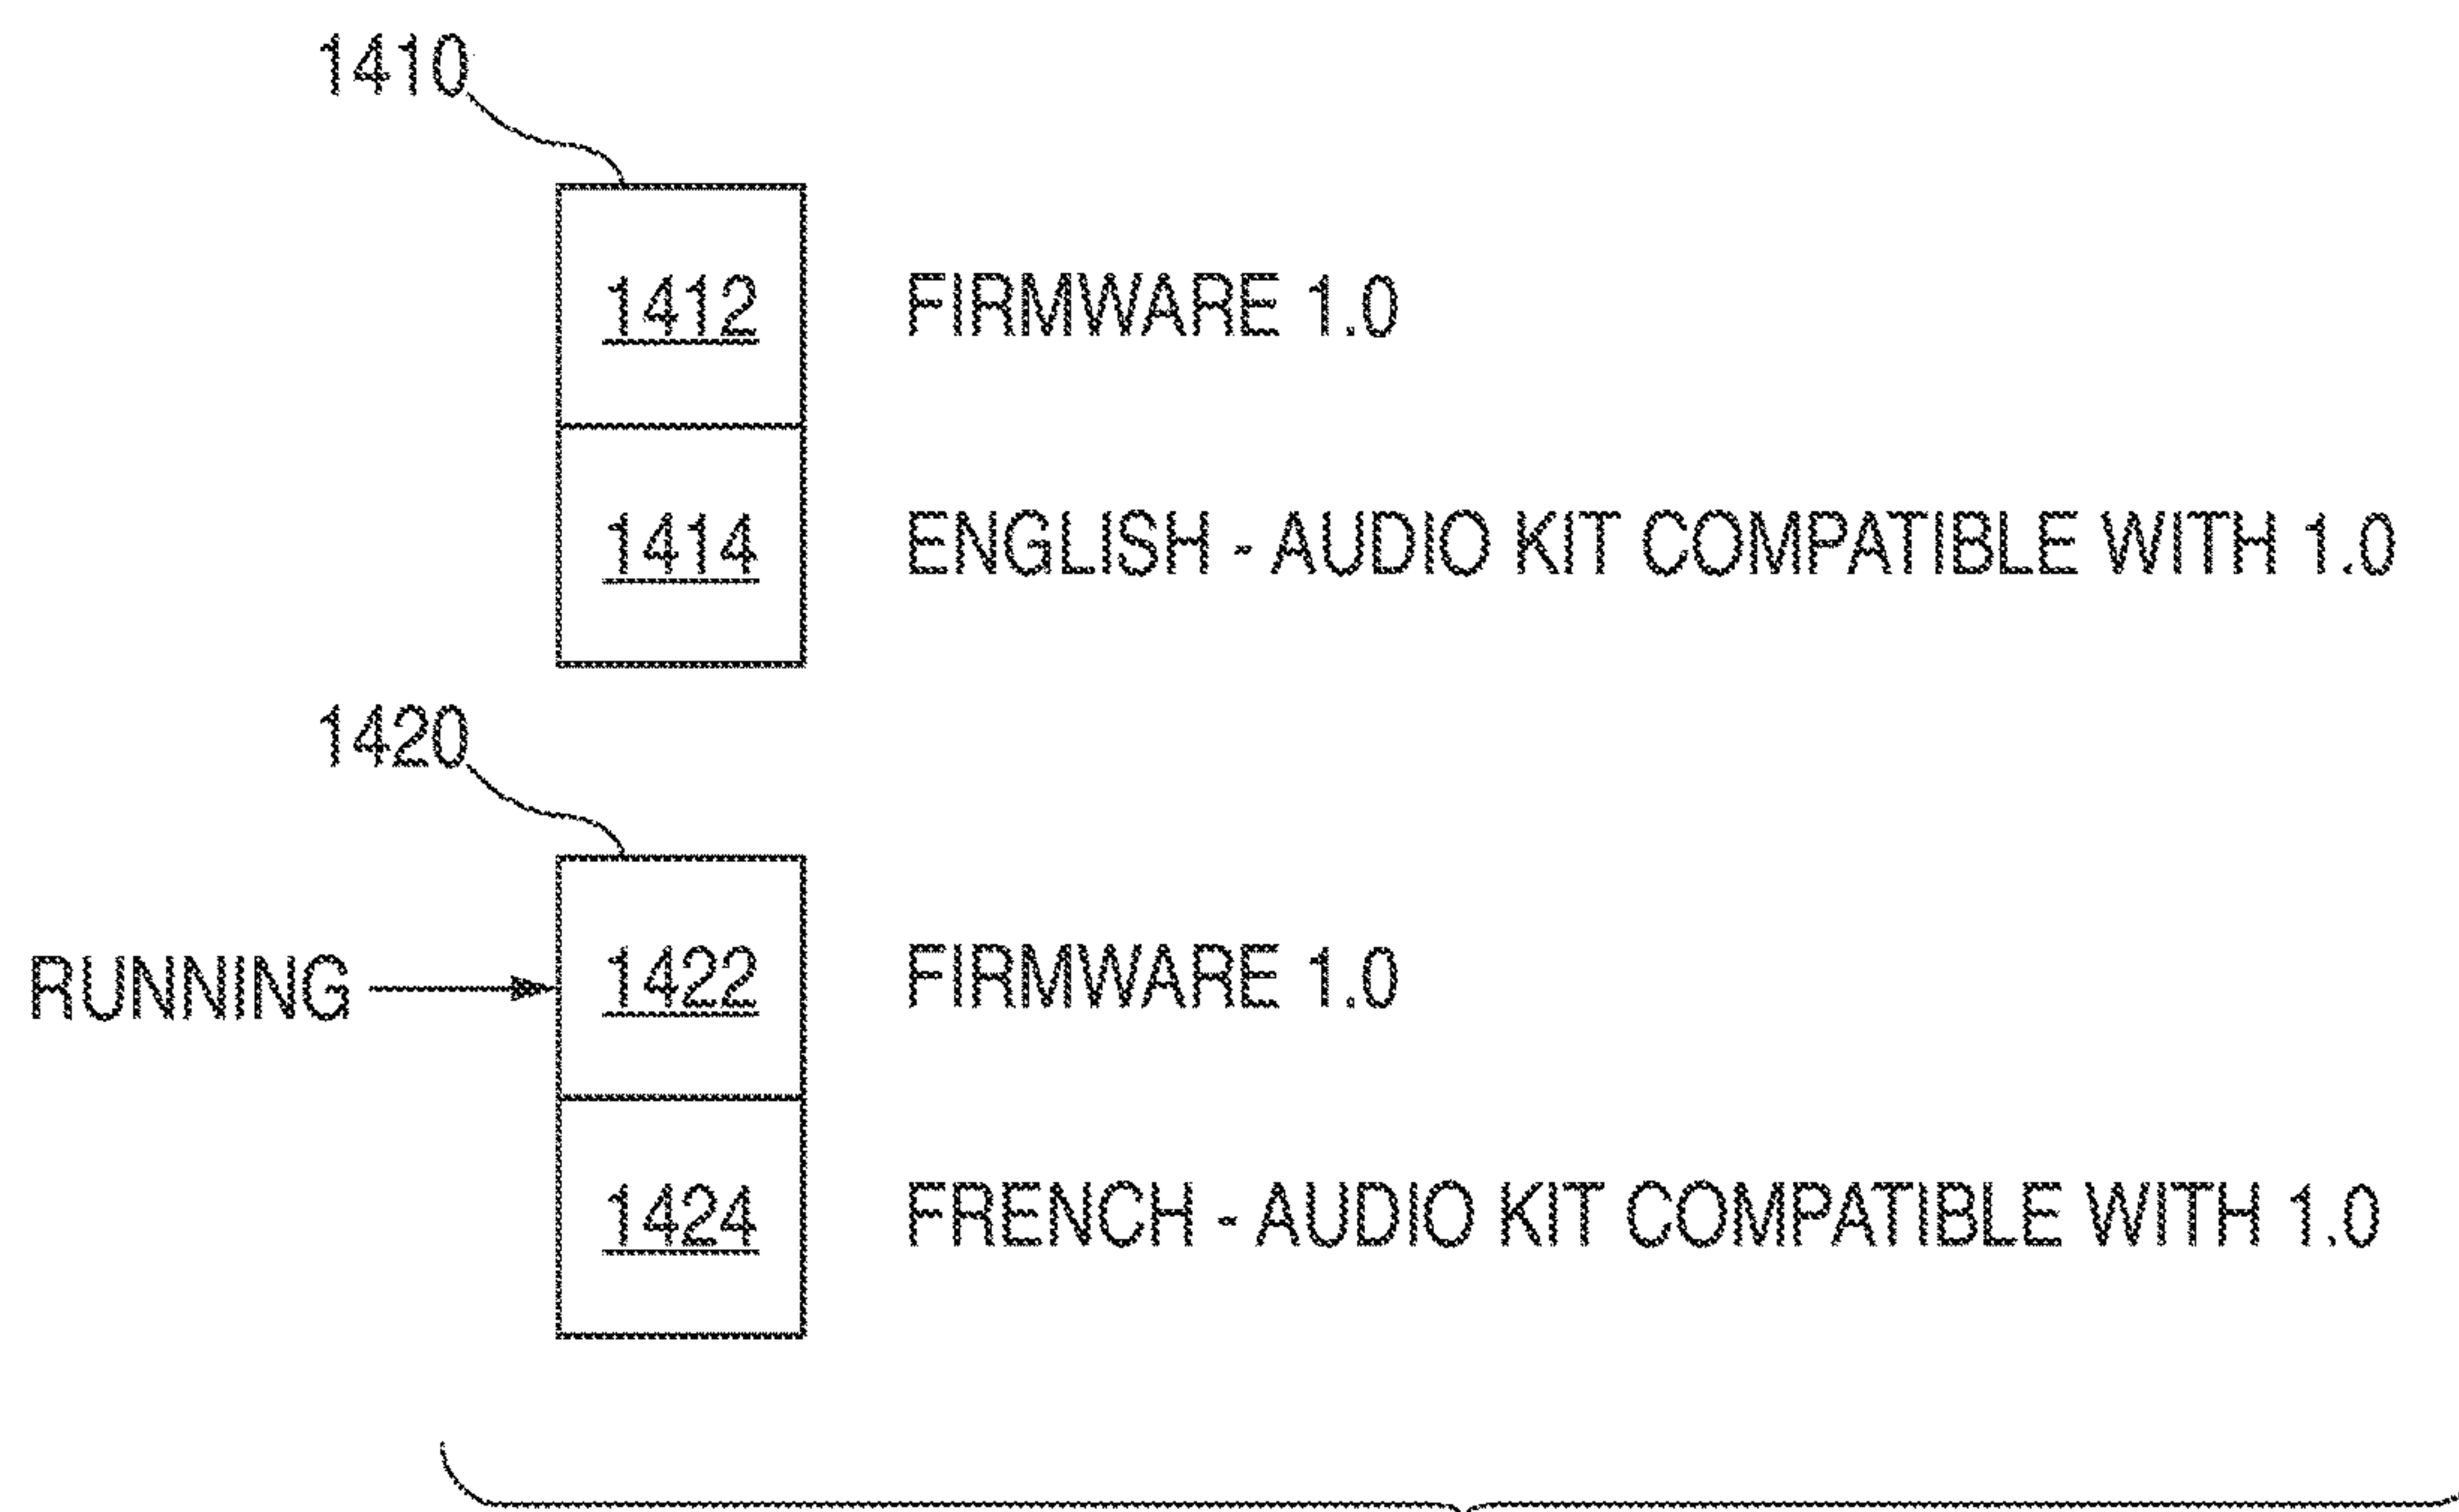 1410
1412 FIRMWARE 1.0
1414 ENGLISH - AUDIO KIT COMPATIBLE WITH 1.0
1420
RUNNING 1422 FIRMWARE 1.0
1424 FRENCH - AUDIO KIT COMPATIBLE WITH 1.0